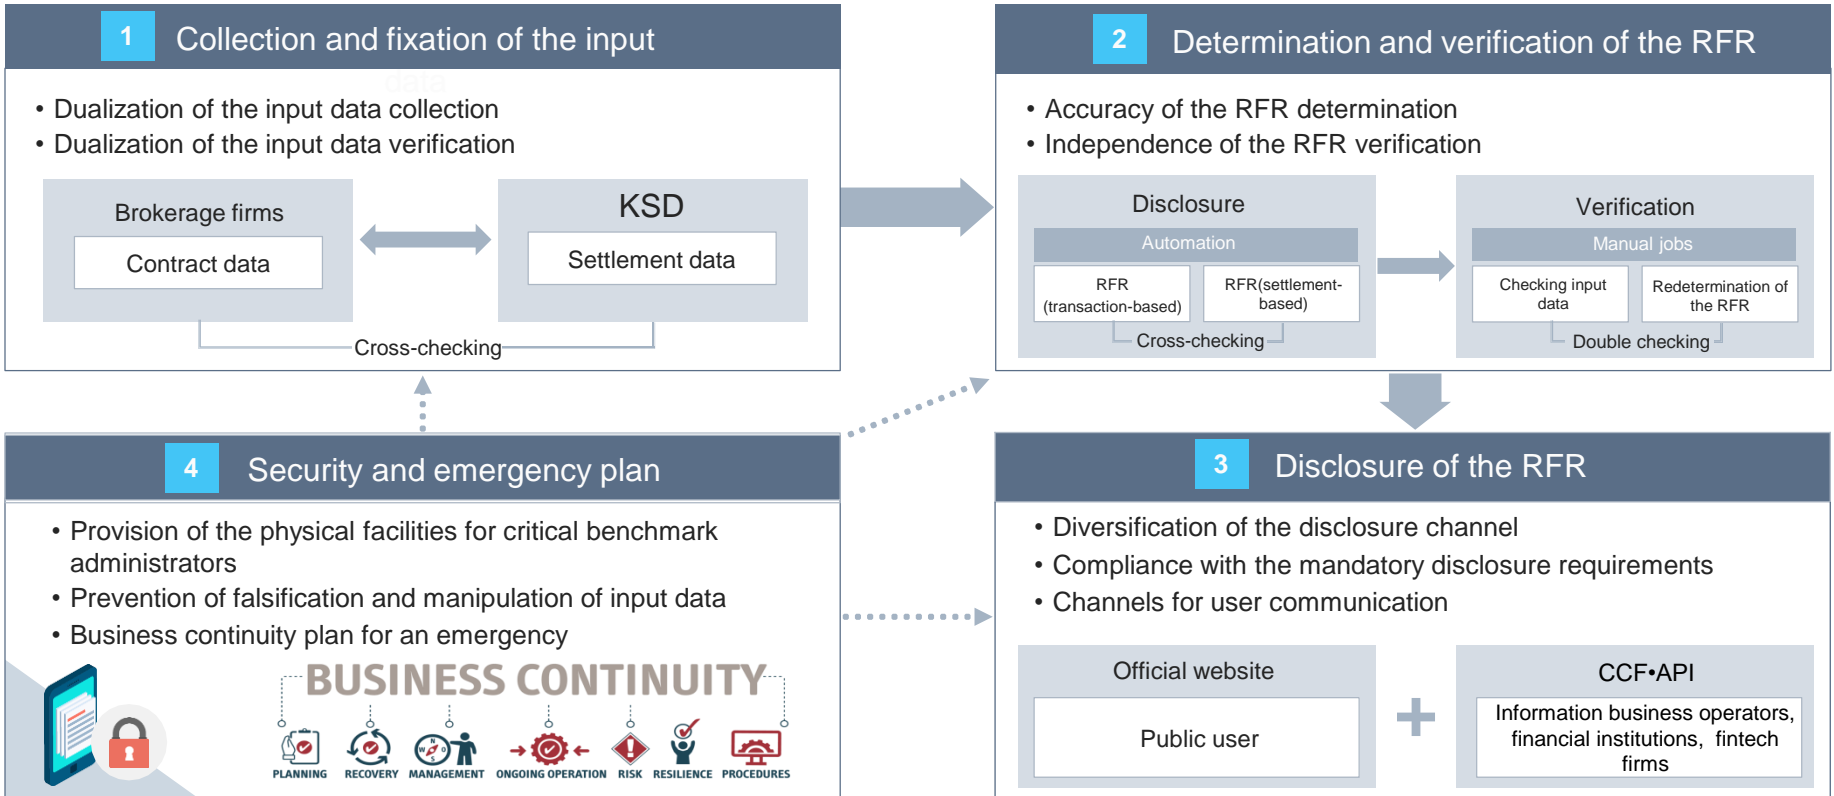 1
Collection and fixation of the input
data
• Dualization of the input data collection
• Dualization of the input data verification
Brokerage firms
Contract data
KSD
Settlement data
Cross-checking
2
Determination and verification of the RFR
• Accuracy of the RFR determination
• Independence of the RFR verification
Disclosure
Automation
RFR
(transaction-based)
RFR(settlement-
based)
Cross-checking
Verification
Manual jobs
Checking input
data
Redetermination of
the RFR
Double checking
4
Security and emergency plan
• Provision of the physical facilities for critical benchmark
administrators
• Prevention of falsification and manipulation of input data
• Business continuity plan for an emergency
BUSINESS CONTINUITY
N
W O
S
PLANNING
RECOVERY
MANAGEMENT
ONGOING OPERATION
RISK
RESILIENCE
PROCEDURES
3
Disclosure of the RFR
• Diversification of the disclosure channel
• Compliance with the mandatory disclosure requirements
• Channels for user communication
Official website
Public user
+
CCF•API
Information business operators,
financial institutions, fintech
firms